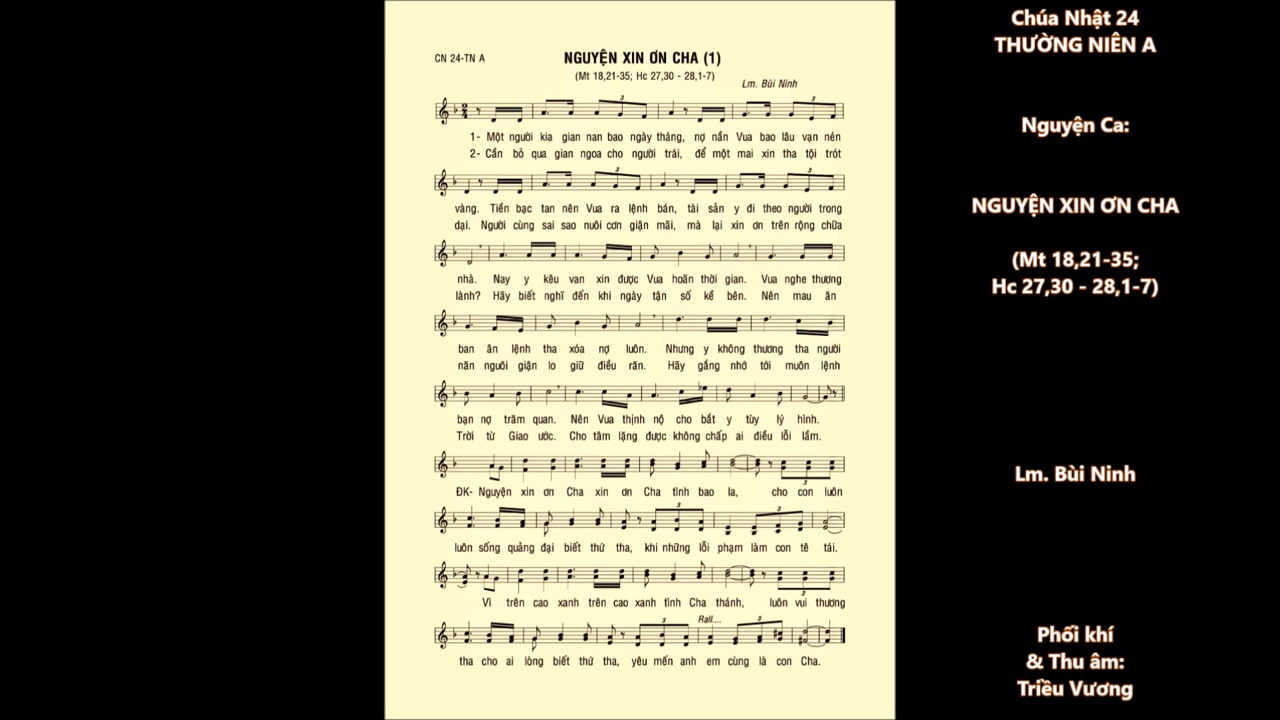 CN 24-TN A
NGUYỆN XIN ƠN CHA (1)
(Mt 18,21-35; Hc 27,30 - 28,1-7)
Lm. Bùi Ninh
3
3
1- Một người kia gian nan bao ngày tháng, nợ nần Vua bao lâu vạn nén
2- Cần bỏ qua gian ngoa cho người trái, để một mai xin tha tội trót
3
3
vàng. Tiền bạc tan nên Vua ra lệnh bán, tài sản y đi theo người trong
dại. Người cùng sai sao nuôi cơn giận mãi, mà lại xin ơn trên rộng chữa
nhà. Nay y kêu van xin được Vua hoãn thời gian. Vua nghe thương
lành? Hãy biết nghĩ đến khi ngày tận số kề bên. Nên mau ăn
ban ân lệnh tha xóa nợ luôn. Nhưng y không thương tha người
năn nguôi giận lo giữ điều răn. Hãy gắng nhớ tới muôn lệnh
bạn nợ trăm quan. Nên Vua thịnh nộ cho bắt y tùy lý hình.
Trời từ Giao ước. Cho tâm lặng được không chấp ai điều lỗi lầm.
3
ĐK- Nguyện xin ơn Cha xin ơn Cha tình bao la, cho con luôn
3
3
luôn sống quảng đại biết thứ tha, khi những lỗi phạm làm con tê tái.
3
Vì trên cao xanh trên cao xanh tình Cha thánh, luôn vui thương
Rall....
3
3
tha cho ai lòng biết thứ tha, yêu mến anh em cùng là con Cha.
Chúa Nhật 24
THƯỜNG NIÊN A
Nguyện Ca:
NGUYỆN XIN ƠN CHA
(Mt 18,21-35;
Hc 27,30 - 28,1-7)
Lm. Bùi Ninh
Phối khí
& Thu âm:
Triều Vương